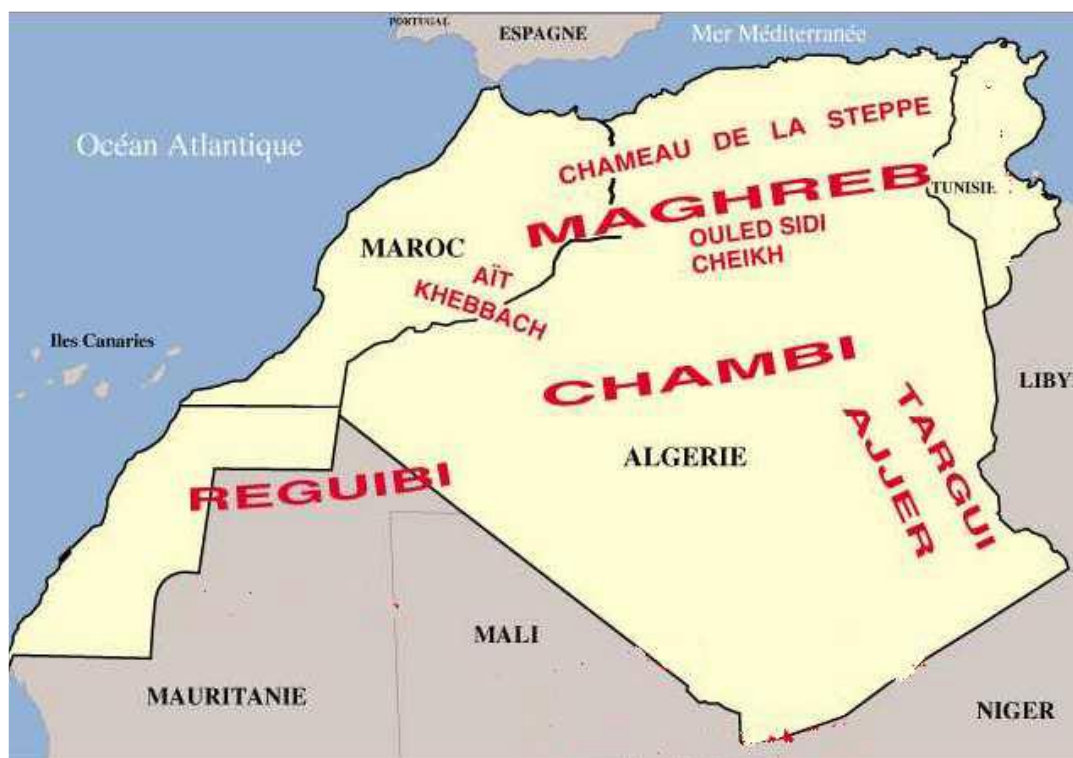 PORTUGAL
ESPAGNE
Mer Méditerranée
Océan Atlantique
CHAMEAU DE LA STEPPE
MAGHREB
TUNISIE
OULED SIDI
CHEIKH
MAROC
AÏT
KHEBBACH
Iles Canaries
CHAMBI
LIBY
TARGUI
AJJER
ALGERIE
REGUIBI
MALI
MAURITANIE
NIGER